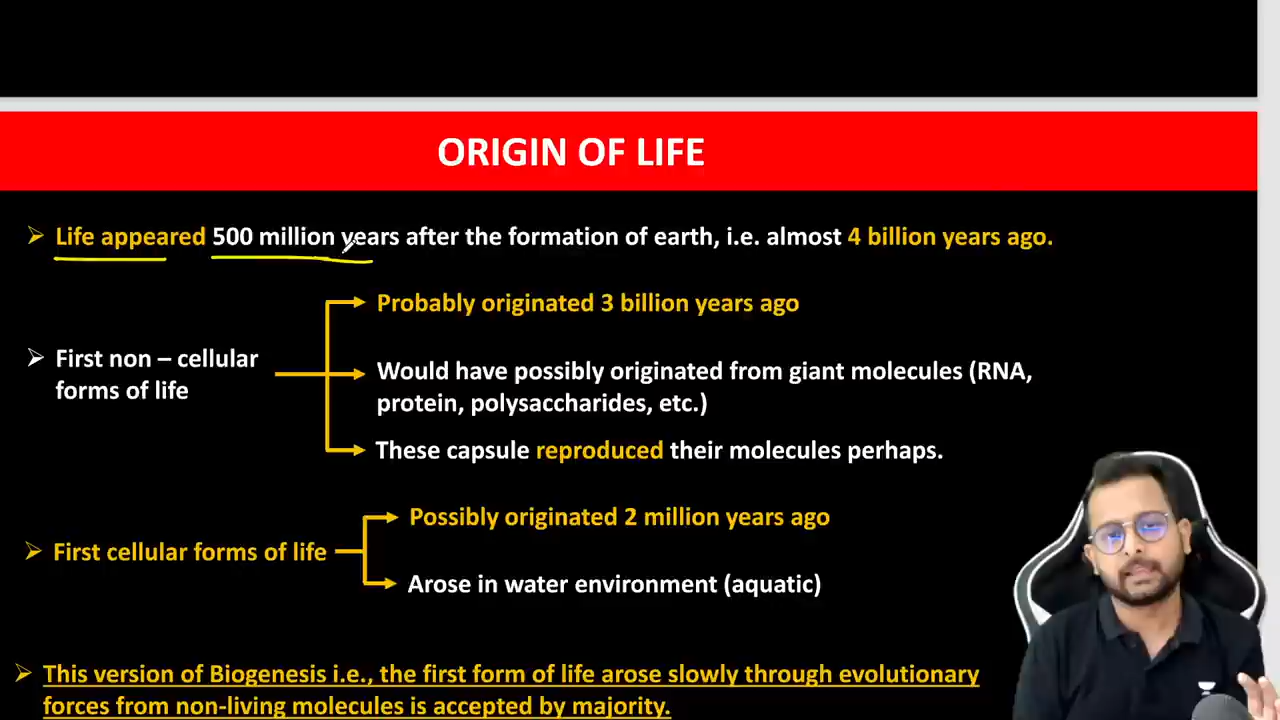 ORIGIN OF LIFE
Life appeared 500 million years after the formation of earth, i.e. almost 4 billion years ago.
Probably originated 3 billion years ago
First non – cellular
forms of life
Would have possibly originated from giant molecules (RNA,
protein, polysaccharides, etc.)
These capsule reproduced their molecules perhaps.
First cellular forms of life
Possibly originated 2 million years ago
Arose in water environment (aquatic)
This version of Biogenesis i.e., the first form of life arose slowly through evolutionary
forces from non-living molecules is accepted by majority.